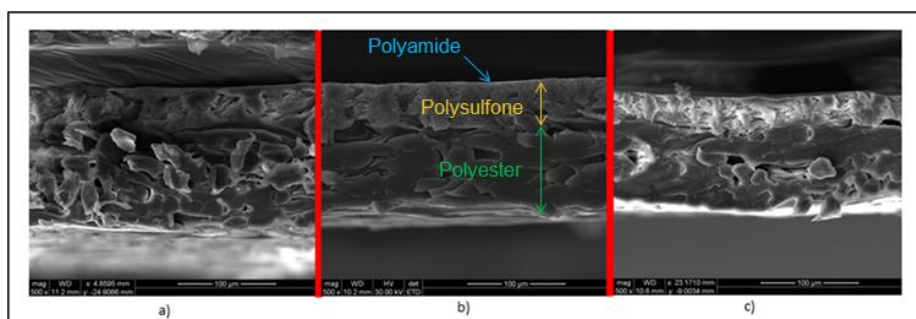 Polyamide
Polysulfone
Polyester
mag WD x: 4.8595 mm
500 x 11.2 mm y: -24.9066 mm
100 µm
mag WD HV det
500 x 10.2 mm 30.00 kV ETD
100 µm
mag WD x: 23.1710 mm
500 x 10.8 mm y: -9.0034 mm
100 µm
a)
b)
c)